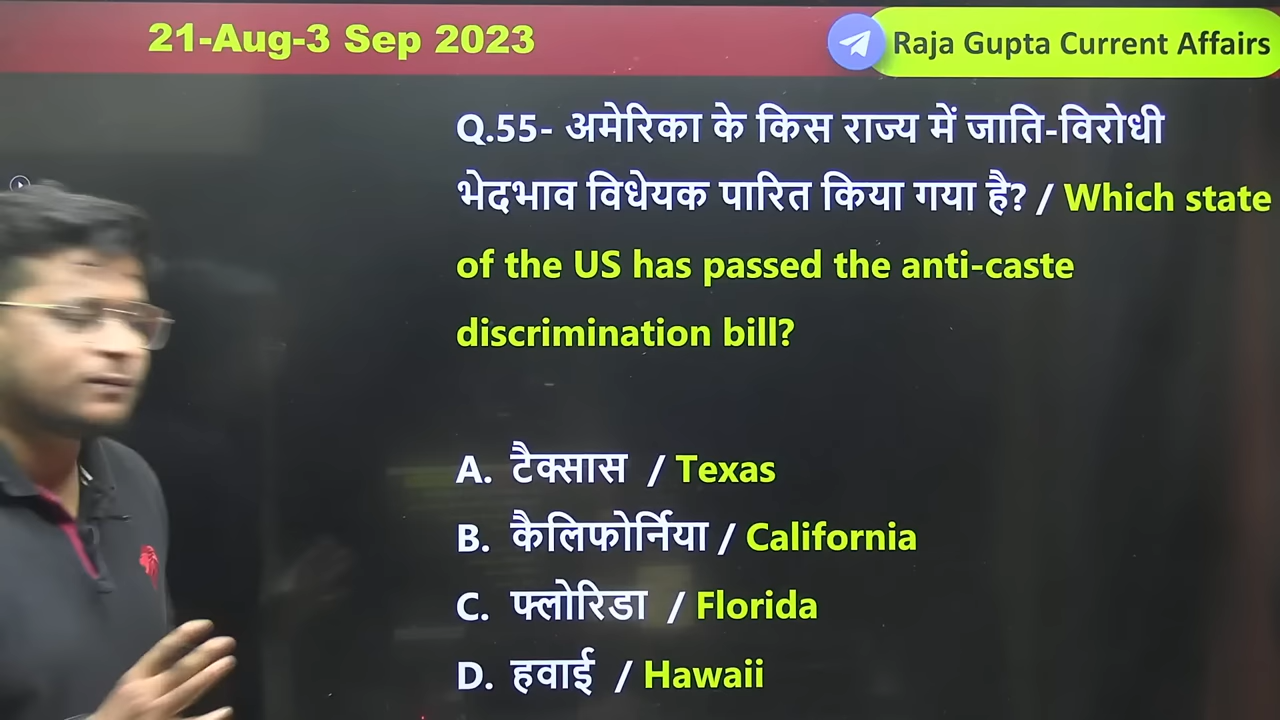 21-Aug-3 Sep 2023
Raja Gupta Current Affairs
Q.55- अमेरिका के किस राज्य में जाति-विरोधी
भेदभाव विधेयक पारित किया गया है? / Which state
of the US has passed the anti-caste
discrimination bill?
A. टैक्सास / Texas
B. कैलिफोर्निया / California
C. फ्लोरिडा / Florida
D. हवाई / Hawaii